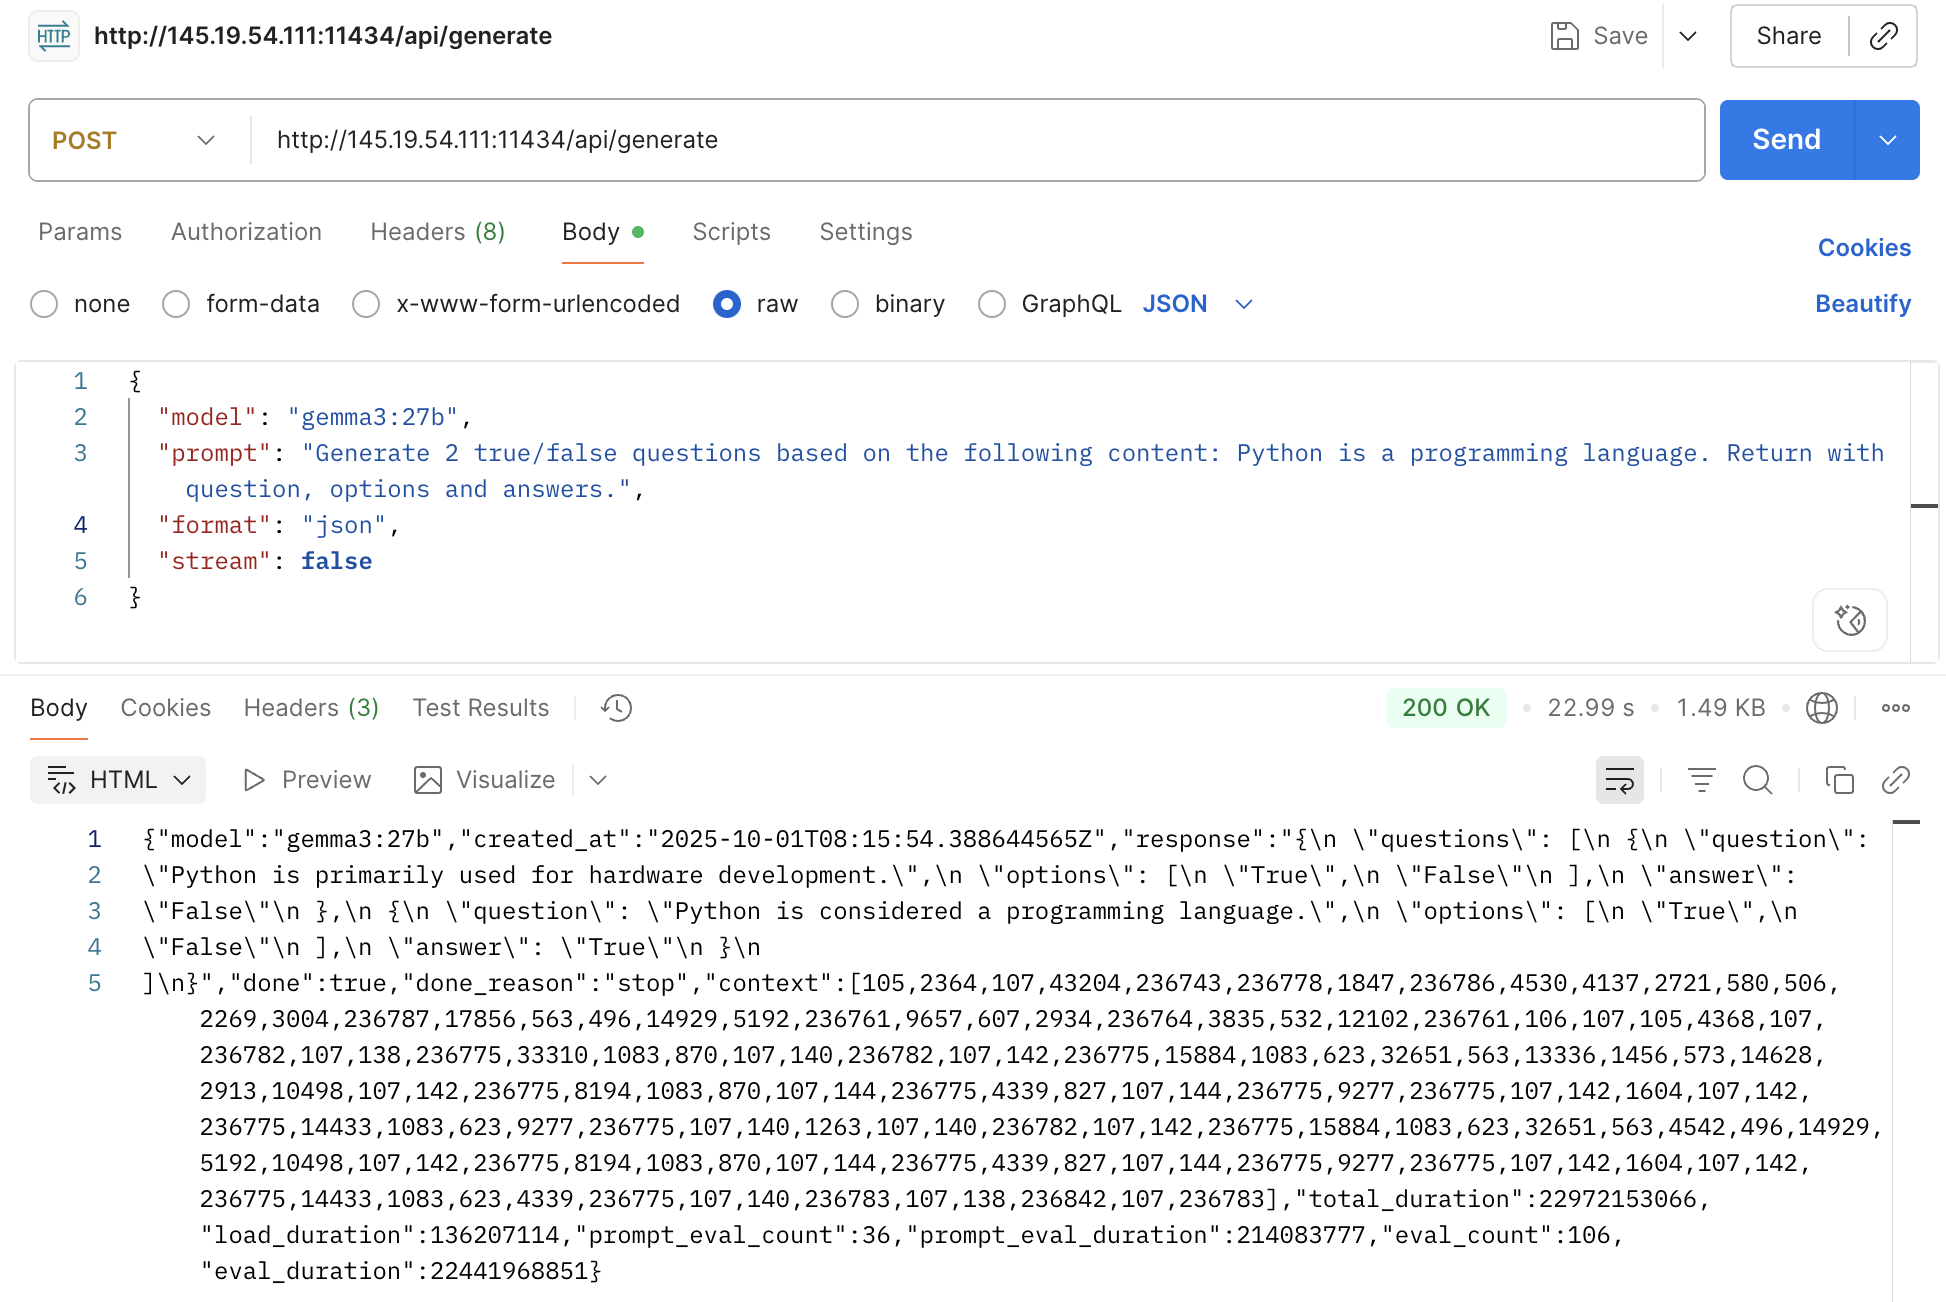 HTTP http://145.19.54.111:11434/api/generate Save Share
POST http://145.19.54.111:11434/api/generate Send
Params Authorization Headers (8) Body Scripts Settings Cookies
none form-data x-www-form-urlencoded raw binary GraphQL JSON Beautify
1 {
2 "model": "gemma3:27b",
3 "prompt": "Generate 2 true/false questions based on the following content: Python is a programming language. Return with
question, options and answers.",
4 "format": "json",
5 "stream": false
6 }
Body Cookies Headers (3) Test Results 200 OK • 22.99 s • 1.49 KB •
HTML Preview Visualize
1 {"model":"gemma3:27b","created_at":"2025-10-01T08:15:54.388644565Z","response":"{\n \"questions\": [\n {\n \"question\":
2 \"Python is primarily used for hardware development.\",\n \"options\": [\n \"True\",\n \"False\"\n ],\n \"answer\":
3 \"False\"\n },\n {\n \"question\": \"Python is considered a programming language.\",\n \"options\": [\n \"True\",\n
4 \"False\"\n ],\n \"answer\": \"True\"\n }\n
5 ]\n}","done":true,"done_reason":"stop","context":[105,2364,107,43204,236743,236778,1847,236786,4530,4137,2721,580,506,
2269,3004,236787,17856,563,496,14929,5192,236761,9657,607,2934,236764,3835,532,12102,236761,106,107,105,4368,107,
236782,107,138,236775,33310,1083,870,107,140,236782,107,142,236775,15884,1083,623,32651,563,13336,1456,573,14628,
2913,10498,107,142,236775,8194,1083,870,107,144,236775,4339,827,107,144,236775,9277,236775,107,142,1604,107,142,
236775,14433,1083,623,9277,236775,107,140,1263,107,140,236782,107,142,236775,15884,1083,623,32651,563,4542,496,14929,
5192,10498,107,142,236775,8194,1083,870,107,144,236775,4339,827,107,144,236775,9277,236775,107,142,1604,107,142,
236775,14433,1083,623,4339,236775,107,140,236783,107,138,236842,107,236783],"total_duration":22972153066,
"load_duration":136207114,"prompt_eval_count":36,"prompt_eval_duration":214083777,"eval_count":106,
"eval_duration":22441968851}